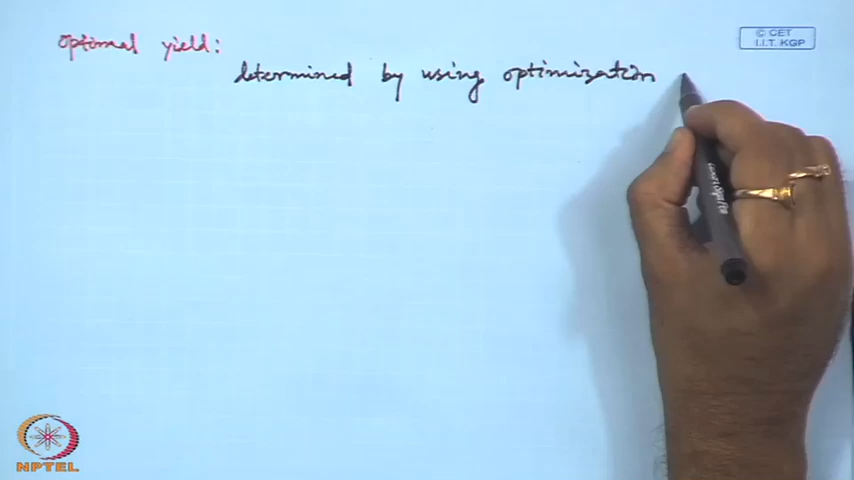 optimal yield:
© CET
I.I.T. KGP
determined by using optimization
NPTEL